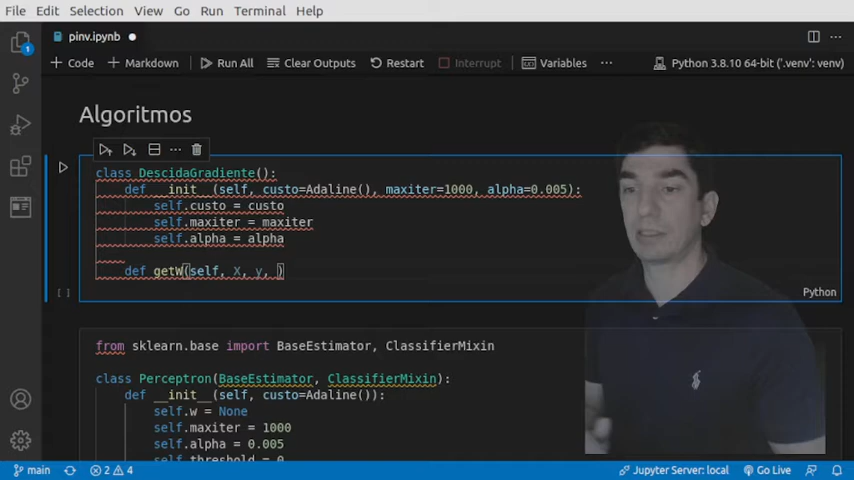 File Edit Selection View Go Run Terminal Help
pinv.ipynb
+ Code + Markdown Run All Clear Outputs Restart Interrupt Variables ... Python 3.8.10 64-bit ('.venv': venv)
1
Algoritmos
class DescidaGradiente():
def __init__(self, custo=Adaline(), maxiter=1000, alpha=0.005):
self.custo = custo
self.maxiter = maxiter
self.alpha = alpha
def getW(self, X, y, )
[ ]
Python
from sklearn.base import BaseEstimator, ClassifierMixin
class Perceptron(BaseEstimator, ClassifierMixin):
def __init__(self, custo=Adaline()):
self.w = None
self.maxiter = 1000
self.alpha = 0.005
self.threshold = 0
main 2 4 Jupyter Server: local Go Live